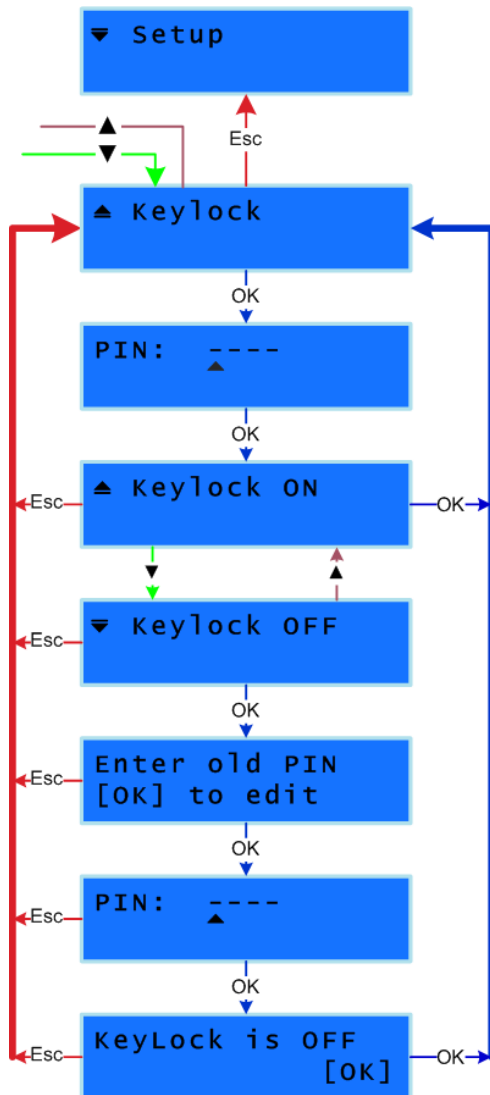 Setup
Esc
Keylock
OK
PIN: ----
OK
Keylock ON
Esc
OK
Keylock OFF
Esc
OK
Enter old PIN
[OK] to edit
Esc
OK
PIN: ----
Esc
OK
KeyLock is OFF
[OK]
Esc
OK